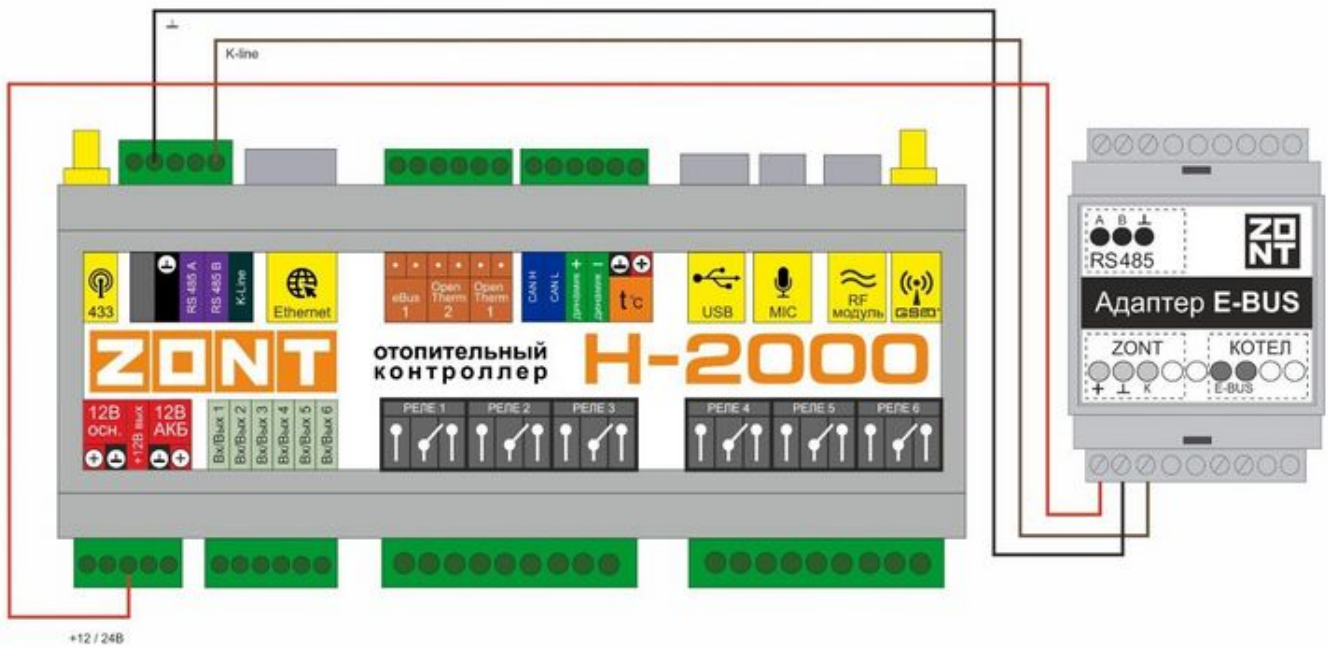 ⊥
K-line
433
RS 485 A
RS 485 B
K-Line
Ethernet
eBus 1
Open Therm 2
Open Therm 1
CAN H
CAN L
динамик +
динамик -
t°C
USB
MIC
RF модуль
GSM
ZONT
отопительный
контроллер
H-2000
12В осн.
+12В вых
12В АКБ
Вх/Вых 1
Вх/Вых 2
Вх/Вых 3
Вх/Вых 4
Вх/Вых 5
Вх/Вых 6
РЕЛЕ 1
РЕЛЕ 2
РЕЛЕ 3
РЕЛЕ 4
РЕЛЕ 5
РЕЛЕ 6
+12 / 24В
A B ⊥
RS485
ZONT
Адаптер E-BUS
ZONT КОТЕЛ
+ ⊥ K E-BUS